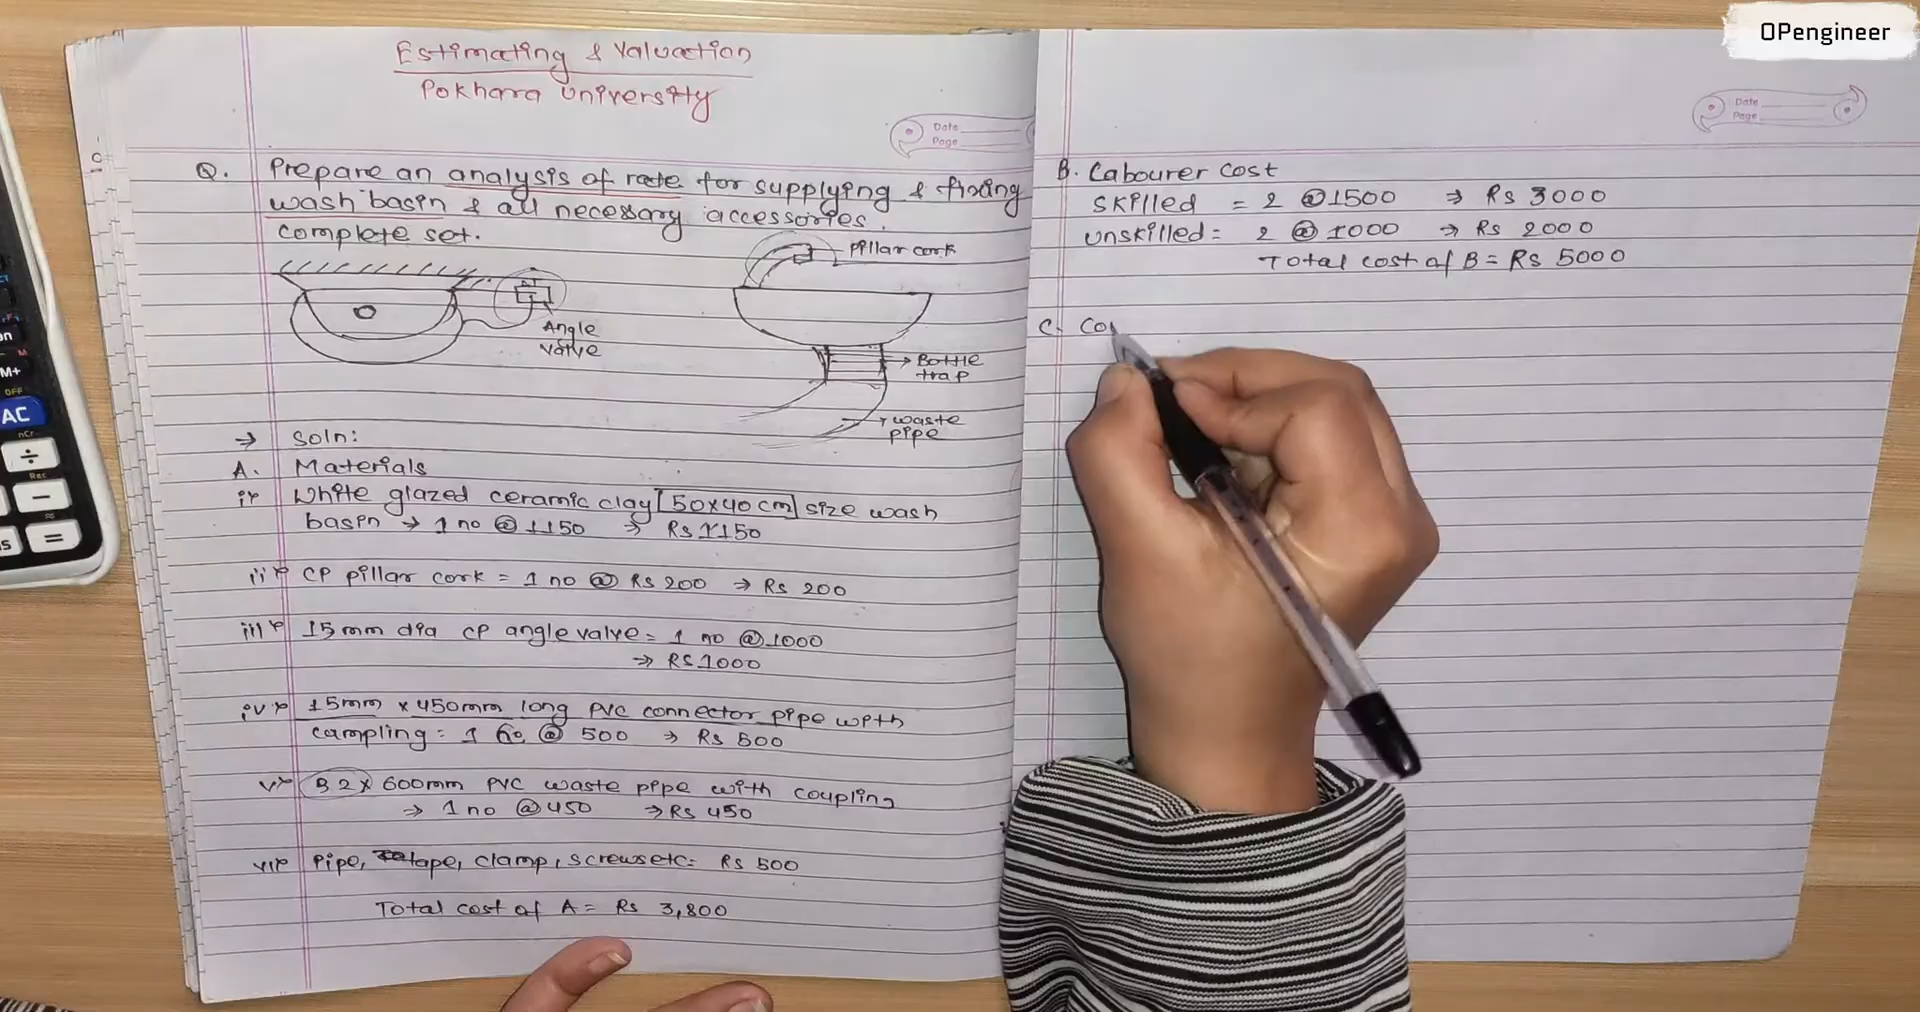 OPengineer
Estimating & Valuation
Pokhara University
Date
Page
Q. Prepare an analysis of rate for supplying & fixing
wash basin & all necessary accessories.
complete set.
Pillar cork
Angle
valve
Bottle
trap
waste
pipe
→ Soln:
A. Materials
i> White glazed ceramic clay [50x40 cm] size wash
basin → 1 no @ 1150 → Rs 1150
ii> CP pillar cork = 1 no @ Rs 200 → Rs 200
iii> 15mm dia CP angle valve = 1 no @ 1000
→ Rs 1000
iv> 15mm x 450mm long PVC connector pipe with
campling = 1 no @ 500 → Rs 500
v> 32 x 600mm PVC waste pipe with coupling
→ 1 no @ 450 → Rs 450
vi> Pipe, tape, clamp, screws etc = Rs 500
Total cost of A = Rs 3,800
Date
Page
B. Labourer cost
Skilled = 2 @ 1500 → Rs 3000
Unskilled = 2 @ 1000 → Rs 2000
Total cost of B = Rs 5000
C. Co
AC
M+
OFF
M
÷
−
=
Rec